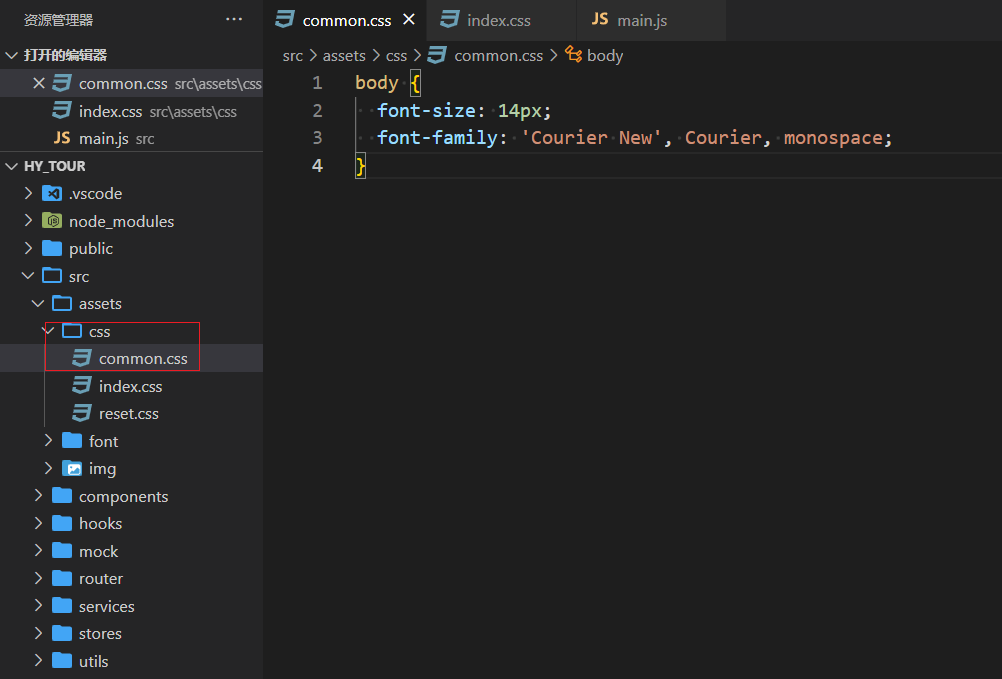 资源管理器 ···
打开的编辑器
common.css src\assets\css
index.css src\assets\css
JS main.js src
HY_TOUR
.vscode
node_modules
public
src
assets
css
common.css
index.css
reset.css
font
img
components
hooks
mock
router
services
stores
utils
common.css index.css JS main.js
src > assets > css > common.css > body
1 body {
2 font-size: 14px;
3 font-family: 'Courier New', Courier, monospace;
4 }